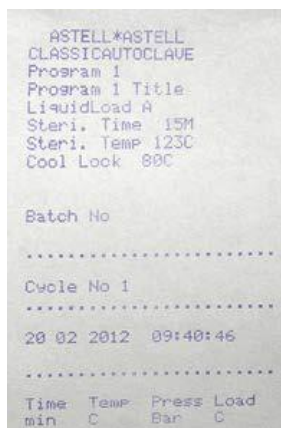 ASTELL*ASTELL
CLASSICAUTOCLAVE
Program 1
Program 1 Title
LiquidLoad A
Steri. Time 15M
Steri. Temp 123C
Cool Lock 80C
Batch No
........................
Cycle No 1
........................
20 02 2012 09:40:46
........................
Time Temp Press Load
min C Bar C